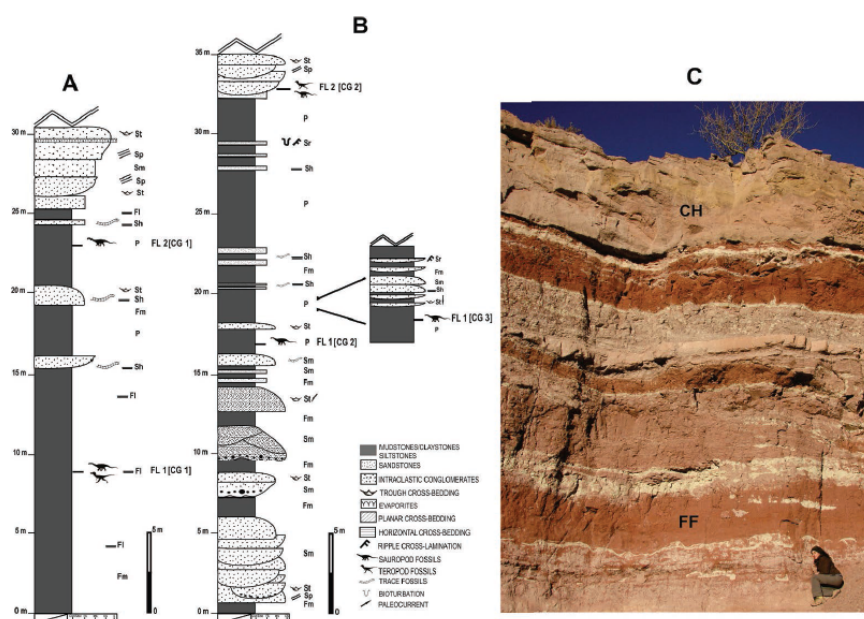 A
30 m
St
Sp
Sm
Sp
St
25 m
Fl
Sh
P FL 2 [CG 1]
20 m
St
Sh
Fm
P
15 m
Sh
Fl
10 m
Fl FL 1 [CG 1]
5 m
Fl
Fm
0 m
5 m
0
B
35 m
St
Sp
FL 2 [CG 2]
P
30 m
Sr
Sh
P
25 m
Sh
Fm
Sh
20 m
P
St
P FL 1 [CG 2]
Sm
15 m
Sm
Fm
St
Fm
Sm
10 m
Fm
St
Sm
Fm
5 m
Sm
St
Sp
0 m
Fm
5 m
0
Sr
Fm
Sm
Sh
St
FL 1 [CG 3]
P
MUDSTONES/CLAYSTONES
SILTSTONES
SANDSTONES
INTRACLASTIC CONGLOMERATES
TROUGH CROSS-BEDDING
EVAPORITES
PLANAR CROSS-BEDDING
HORIZONTAL CROSS-BEDDING
RIPPLE CROSS-LAMINATION
SAUROPOD FOSSILS
TEROPOD FOSSILS
TRACE FOSSILS
BIOTURBATION
PALEOCURRENT
C
CH
FF